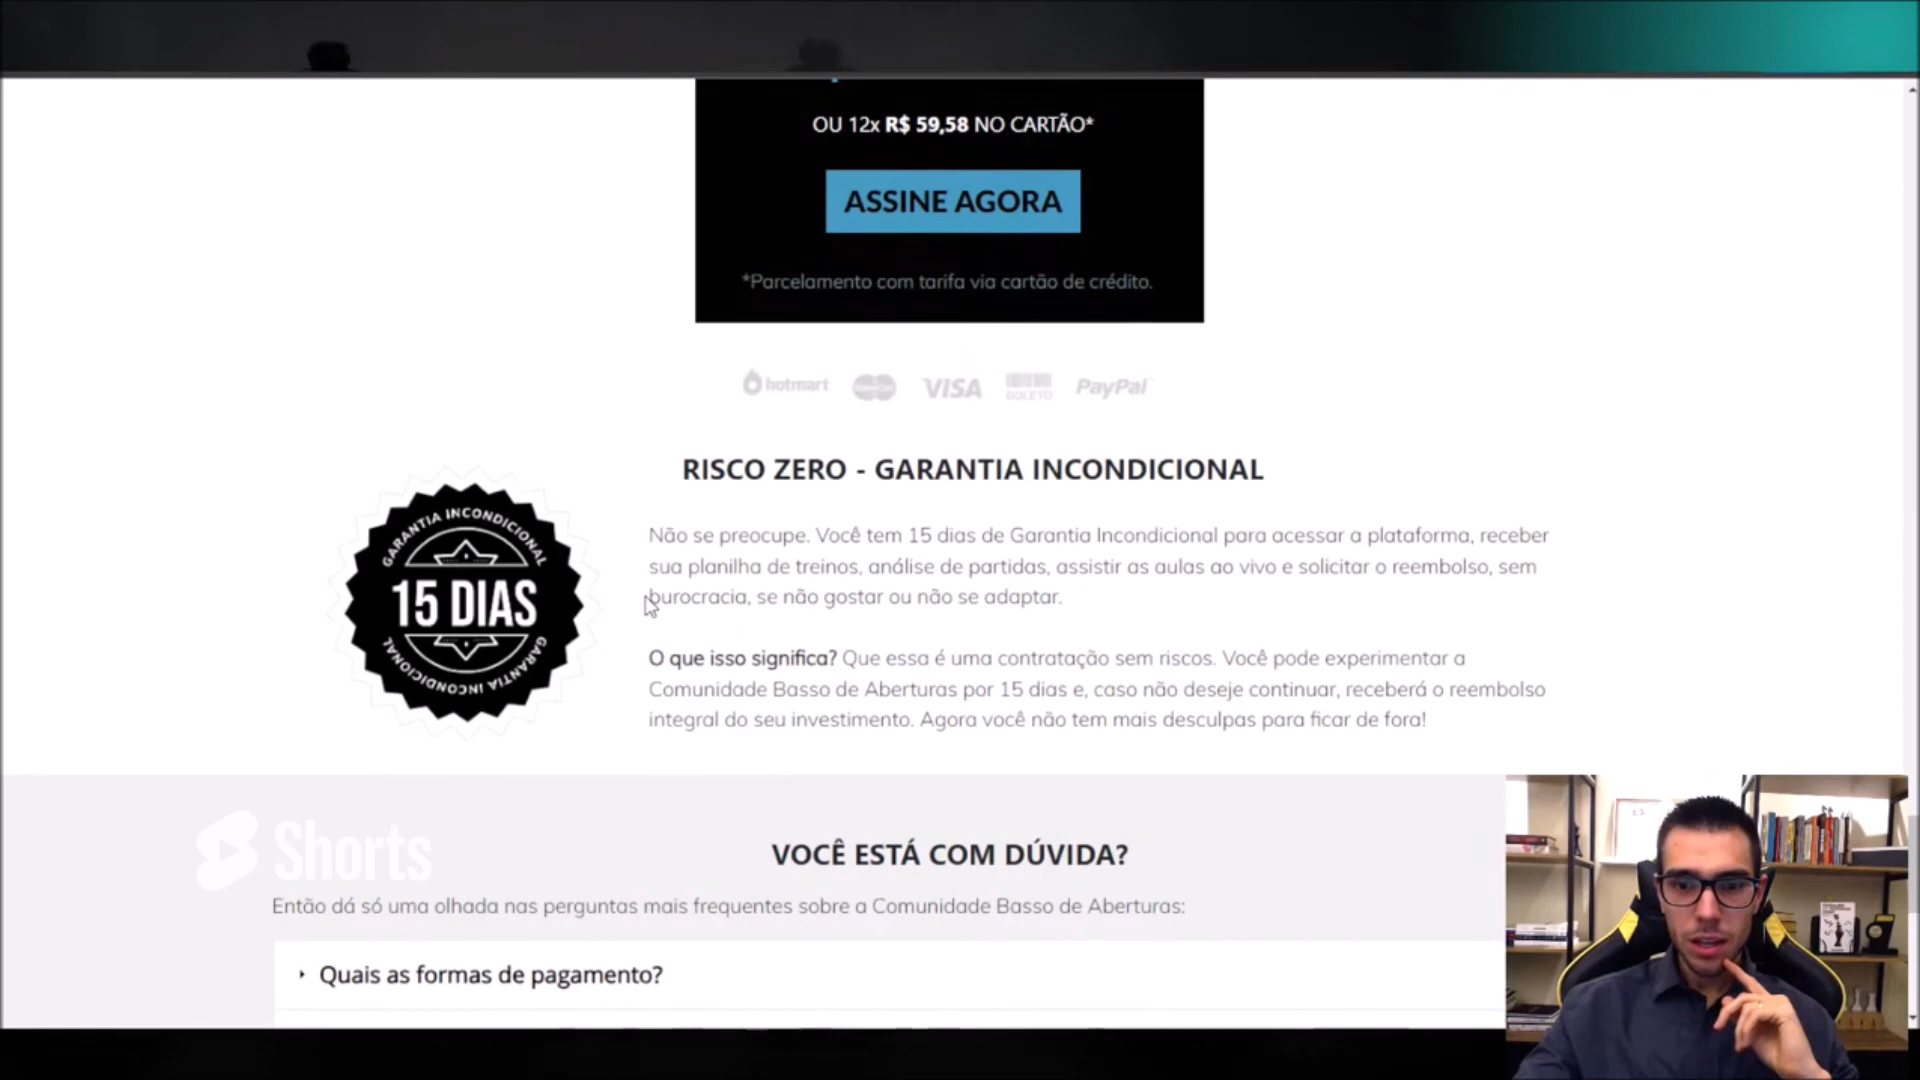 OU 12x R$ 59,58 NO CARTÃO*
ASSINE AGORA
*Parcelamento com tarifa via cartão de crédito.
hotmart MasterCard VISA BOLETO PayPal
RISCO ZERO - GARANTIA INCONDICIONAL
GARANTIA INCONDICIONAL
15 DIAS
GARANTIA INCONDICIONAL
Não se preocupe. Você tem 15 dias de Garantia Incondicional para acessar a plataforma, receber
sua planilha de treinos, análise de partidas, assistir as aulas ao vivo e solicitar o reembolso, sem
burocracia, se não gostar ou não se adaptar.
O que isso significa? Que essa é uma contratação sem riscos. Você pode experimentar a
Comunidade Basso de Aberturas por 15 dias e, caso não deseje continuar, receberá o reembolso
integral do seu investimento. Agora você não tem mais desculpas para ficar de fora!
Shorts
VOCÊ ESTÁ COM DÚVIDA?
Então dá só uma olhada nas perguntas mais frequentes sobre a Comunidade Basso de Aberturas:
Quais as formas de pagamento?